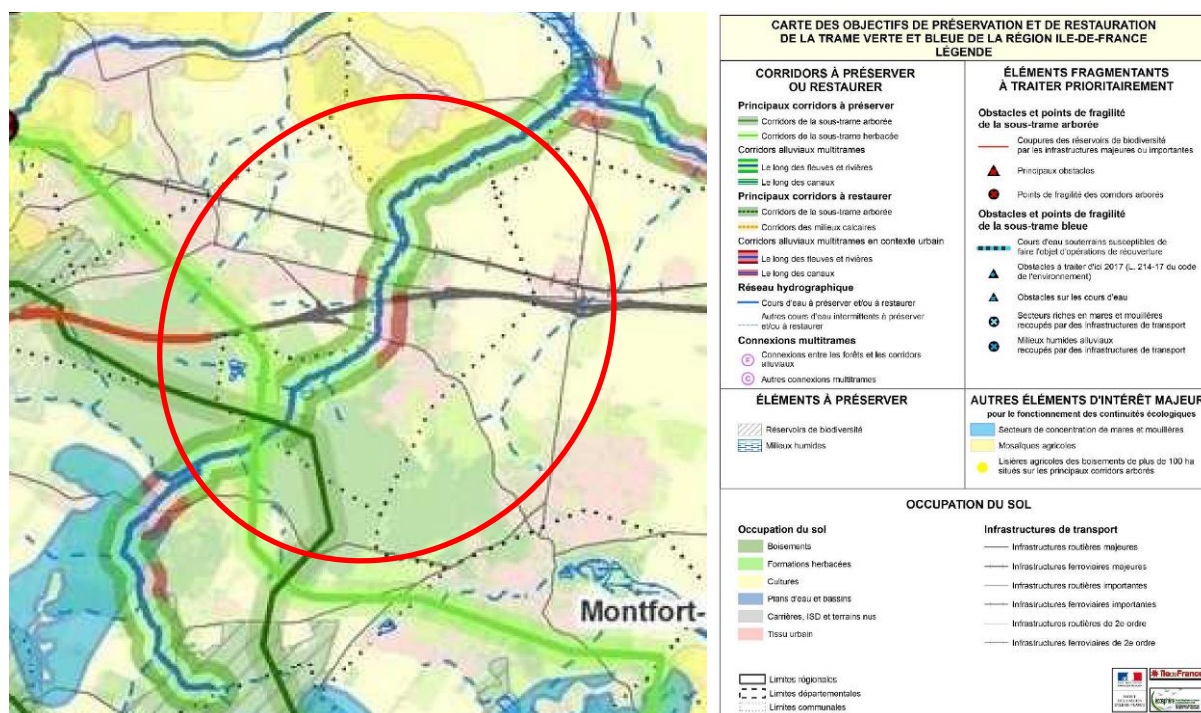 Montfort-
CARTE DES OBJECTIFS DE PRÉSERVATION ET DE RESTAURATION
DE LA TRAME VERTE ET BLEUE DE LA RÉGION ILE-DE-FRANCE
LÉGENDE
CORRIDORS À PRÉSERVER
OU RESTAURER
Principaux corridors à préserver
Corridors de la sous-trame arborée
Corridors de la sous-trame herbacée
Corridors alluviaux multitrames
Le long des fleuves et rivières
Le long des canaux
Principaux corridors à restaurer
Corridors de la sous-trame arborée
Corridors des milieux calcaires
Corridors alluviaux multitrames en contexte urbain
Le long des fleuves et rivières
Le long des canaux
Réseau hydrographique
Cours d'eau à préserver et/ou à restaurer
Autres cours d'eau intermittents à préserver
et/ou à restaurer
Connexions multitrames
F
Connexions entre les forêts et les corridors
alluviaux
C
Autres connexions multitrames
ÉLÉMENTS FRAGMENTANTS
À TRAITER PRIORITAIREMENT
Obstacles et points de fragilité
de la sous-trame arborée
Coupures des réservoirs de biodiversité
par les infrastructures majeures ou importantes
Principaux obstacles
Points de fragilité des corridors arborés
Obstacles et points de fragilité
de la sous-trame bleue
Cours d'eau souterrains susceptibles de
faire l'objet d'opérations de réouverture
Obstacles à traiter d'ici 2017 (L. 214-17 du code
de l'environnement)
Obstacles sur les cours d'eau
Secteurs riches en mares et mouillères
recoupés par des infrastructures de transport
Milieux humides alluviaux
recoupés par des infrastructures de transport
ÉLÉMENTS À PRÉSERVER
Réservoirs de biodiversité
Milieux humides
AUTRES ÉLÉMENTS D'INTÉRÊT MAJEUR
pour le fonctionnement des continuités écologiques
Secteurs de concentration de mares et mouillères
Mosaïques agricoles
Lisières agricoles des boisements de plus de 100 ha
situés sur les principaux corridors arborés
OCCUPATION DU SOL
Occupation du sol
Boisements
Formations herbacées
Cultures
Plans d'eau et bassins
Carrières, ISD et terrains nus
Tissu urbain
Infrastructures de transport
Infrastructures routières majeures
Infrastructures ferroviaires majeures
Infrastructures routières importantes
Infrastructures ferroviaires importantes
Infrastructures routières de 2e ordre
Infrastructures ferroviaires de 2e ordre
Limites régionales
Limites départementales
Limites communales
île de France